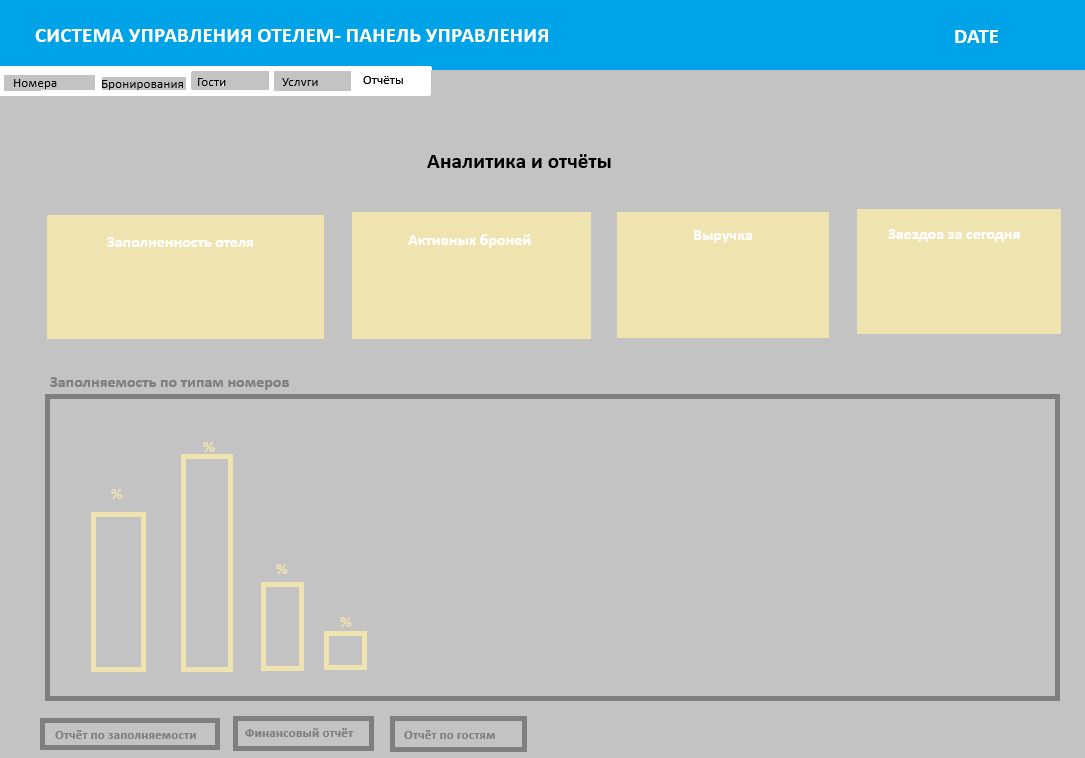 СИСТЕМА УПРАВЛЕНИЯ ОТЕЛЕМ- ПАНЕЛЬ УПРАВЛЕНИЯ
DATE
Номера
Бронирования
Гости
Услуги
Отчёты
Аналитика и отчёты
Заполненность отеля
Активных броней
Выручка
Заездов за сегодня
Заполняемость по типам номеров
%
%
%
%
Отчёт по заполняемости
Финансовый отчёт
Отчёт по гостям